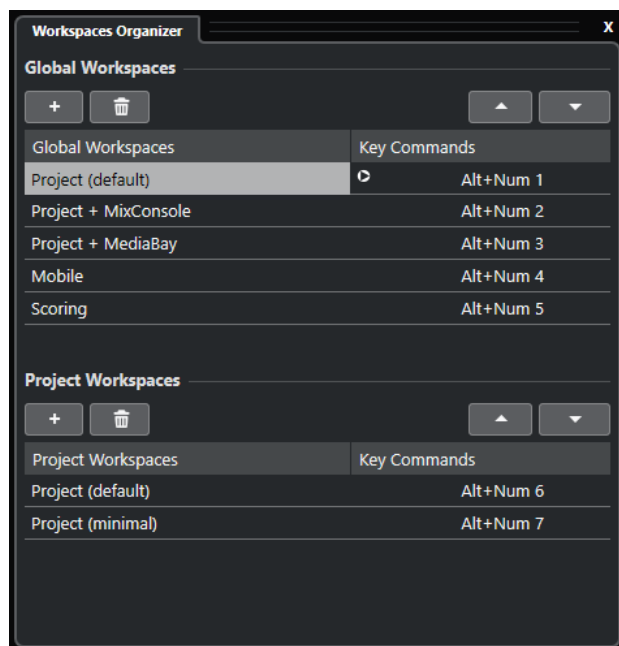 Workspaces Organizer X
Global Workspaces
+
Global Workspaces Key Commands
Project (default) Alt+Num 1
Project + MixConsole Alt+Num 2
Project + MediaBay Alt+Num 3
Mobile Alt+Num 4
Scoring Alt+Num 5
Project Workspaces
+
Project Workspaces Key Commands
Project (default) Alt+Num 6
Project (minimal) Alt+Num 7